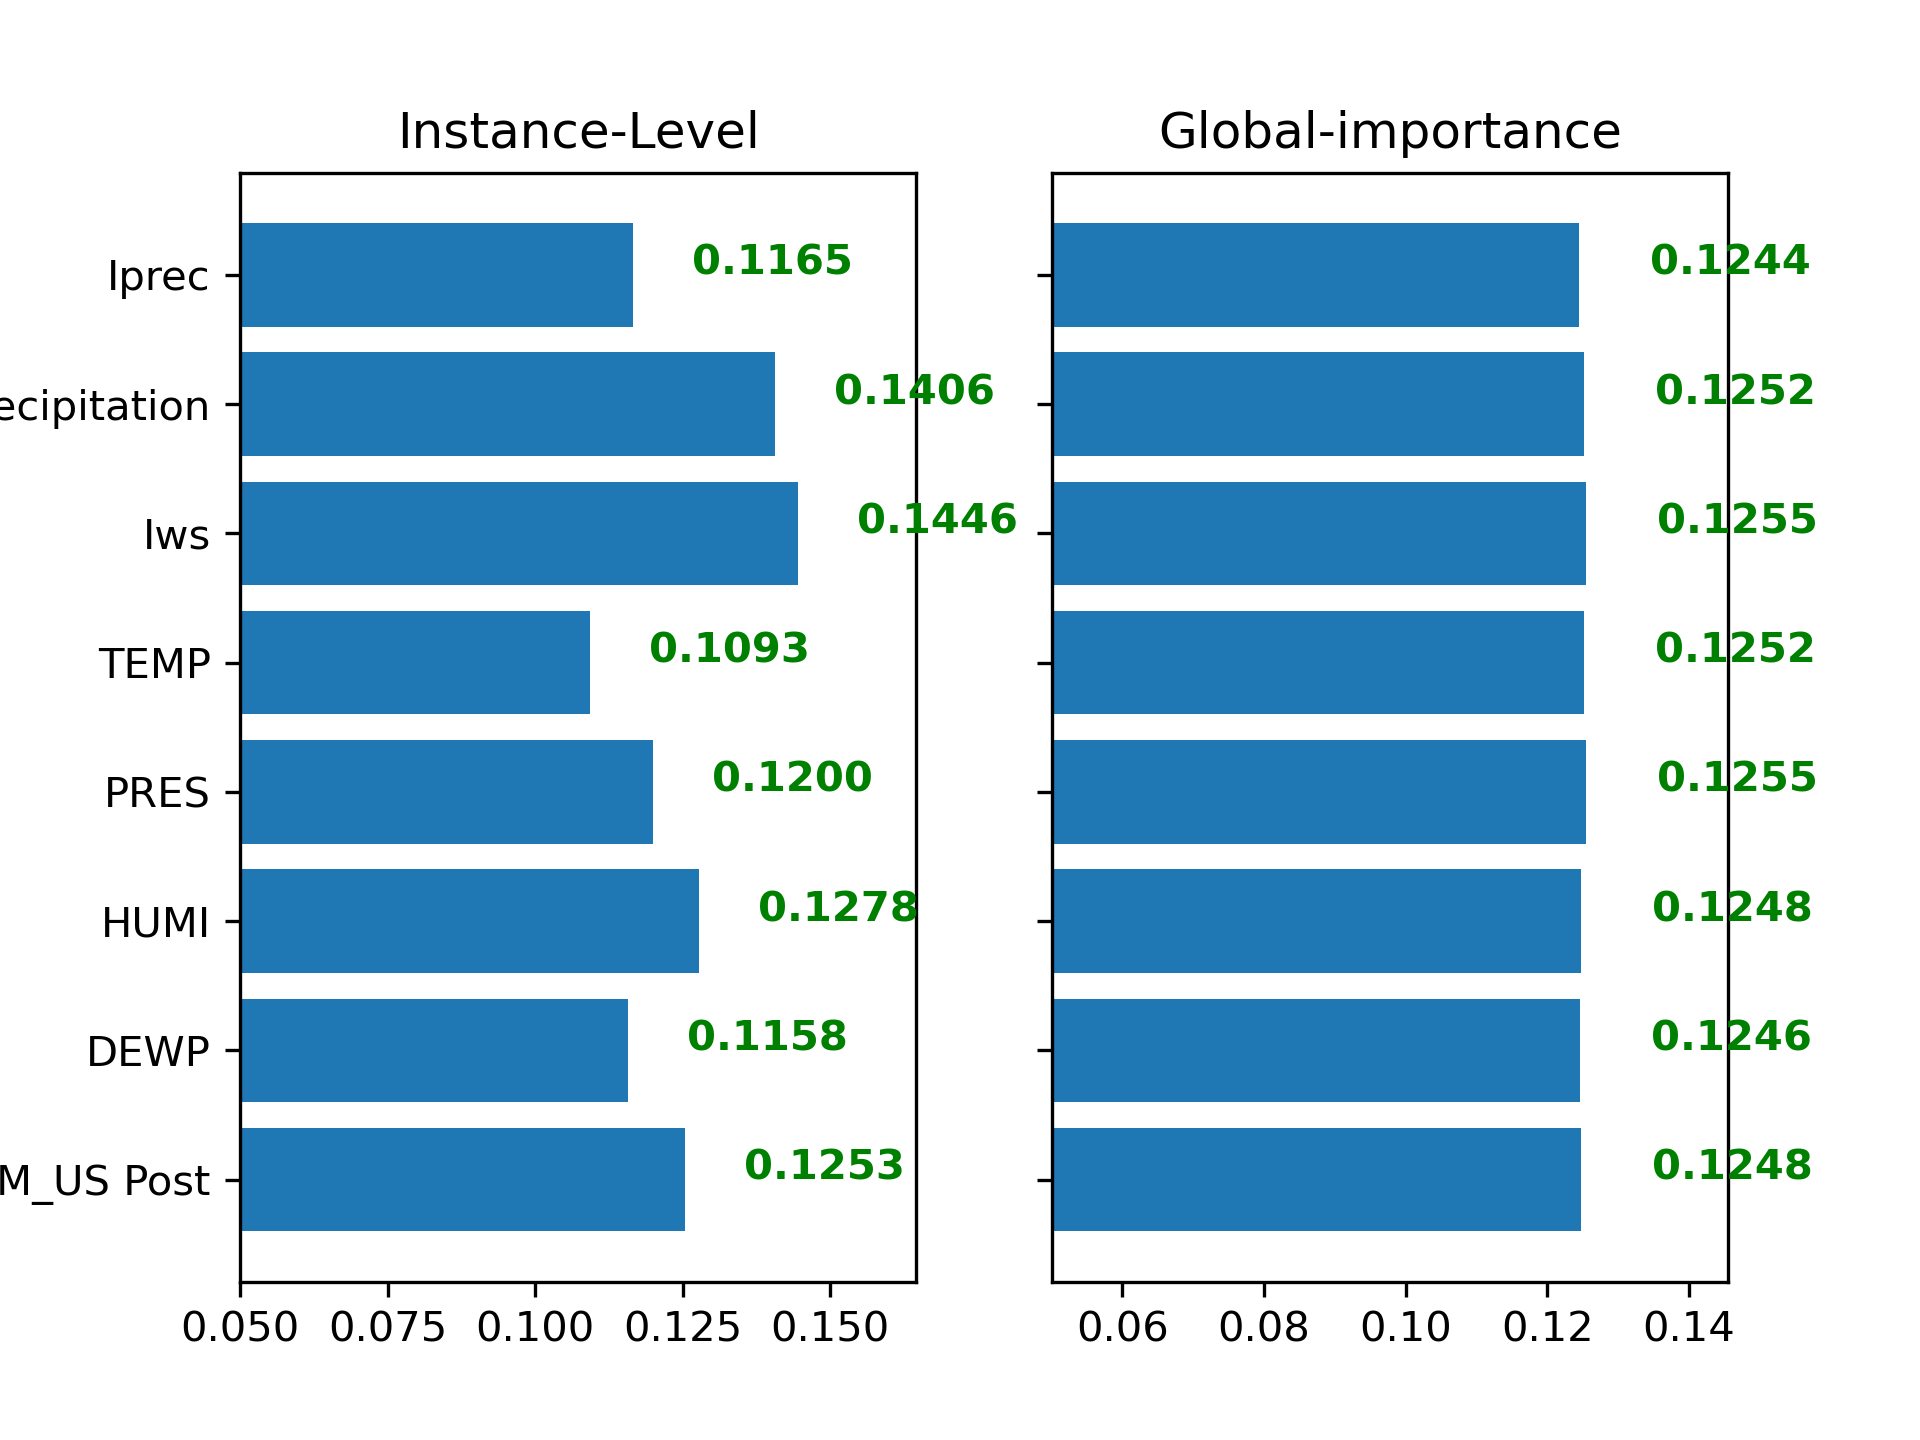 Instance-Level
Iprec
ecipitation
Iws
TEMP
PRES
HUMI
DEWP
M_US Post
0.1165
0.1406
0.1446
0.1093
0.1200
0.1278
0.1158
0.1253
0.050 0.075 0.100 0.125 0.150
Global-importance
0.1244
0.1252
0.1255
0.1252
0.1255
0.1248
0.1246
0.1248
0.06 0.08 0.10 0.12 0.14